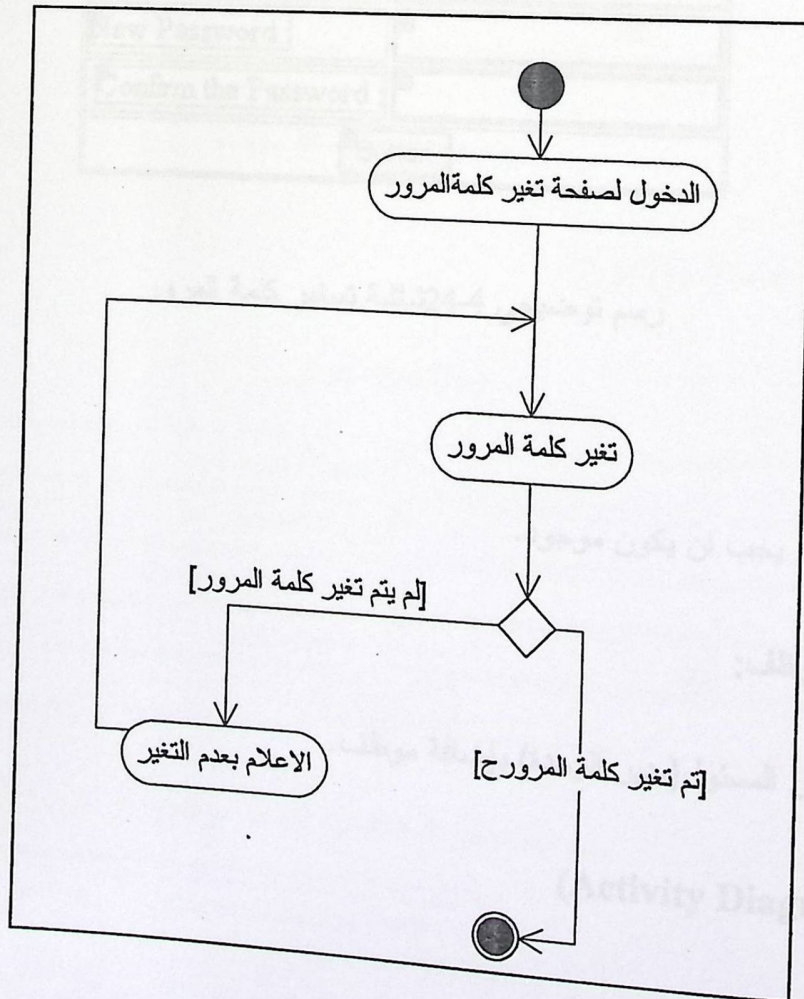 New Password
Confirm the Password :
الدخول لصفحة تغير كلمةالمرور
تغير كلمة المرور
يجب ان يكون موجود.
[لم يتم تغير كلمة المرور]
الاعلام بعدم التغير
[تم تغير كلمة المرورح]
(Activity Diag